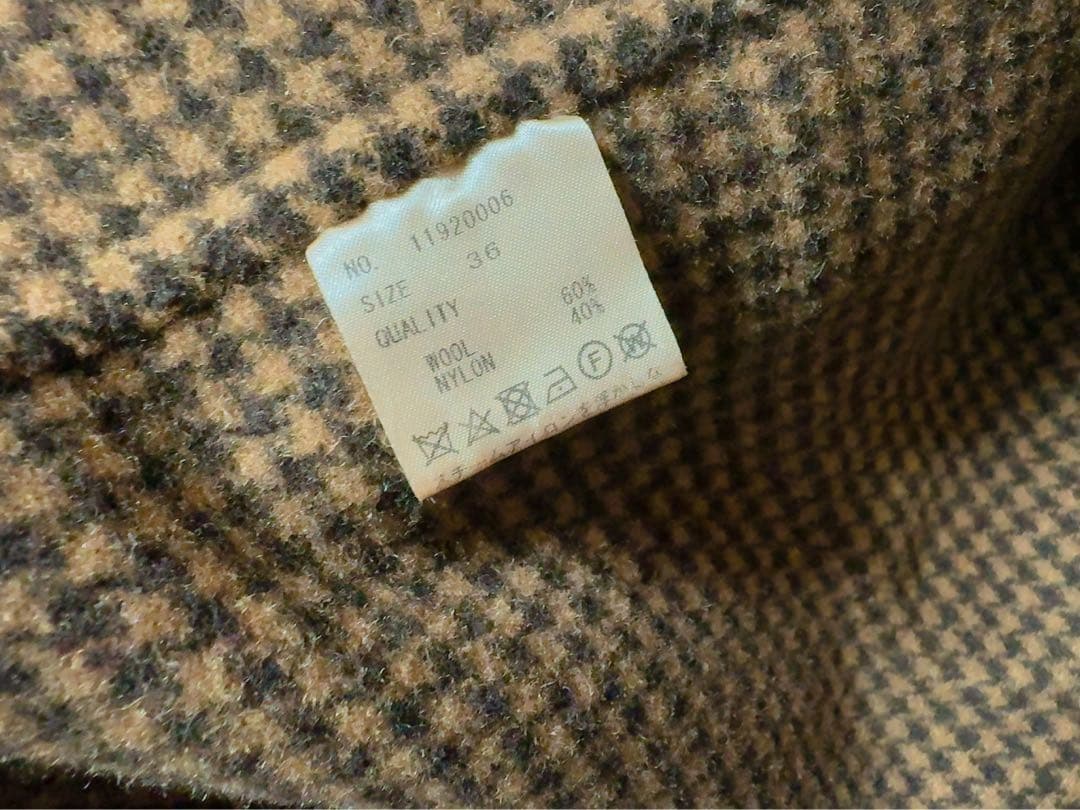 NO. 11920006
SIZE 36
QUALITY
WOOL 60%
NYLON 40%
F W